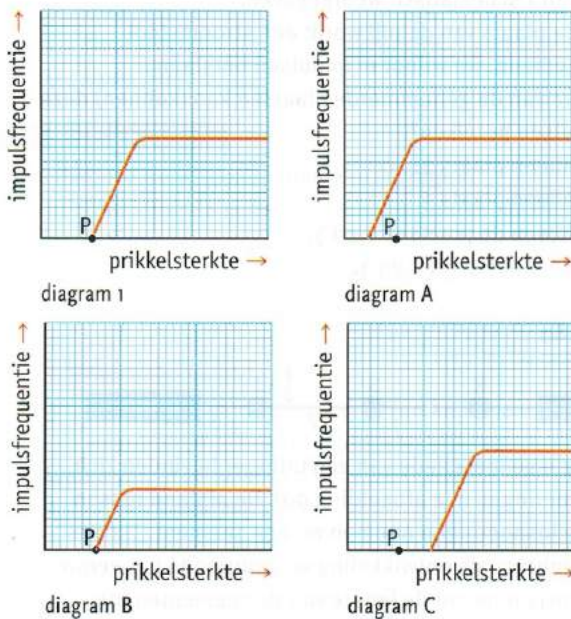 impulsfrequentie →
P
prikkelsterkte →
diagram 1
impulsfrequentie →
P
prikkelsterkte →
diagram A
impulsfrequentie →
P
prikkelsterkte →
diagram B
impulsfrequentie →
P
prikkelsterkte →
diagram C